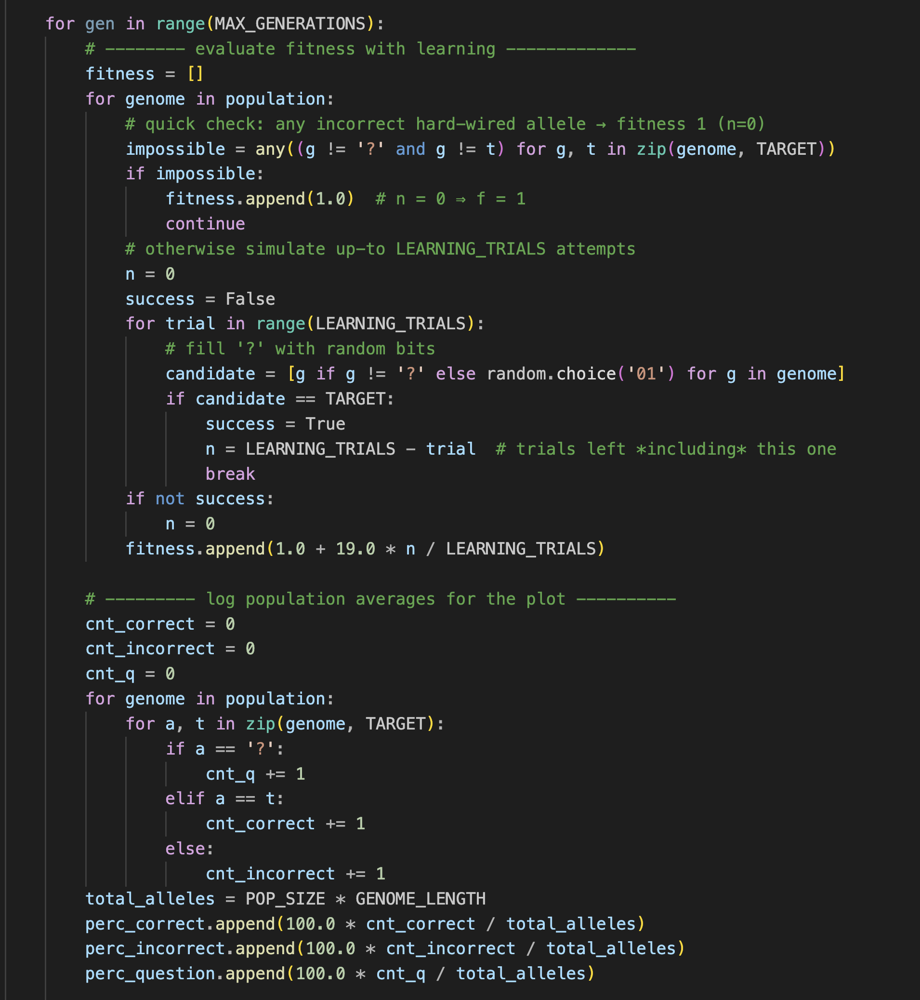 for gen in range(MAX_GENERATIONS):
# –––––––– evaluate fitness with learning –––––––––––––
fitness = []
for genome in population:
# quick check: any incorrect hard-wired allele → fitness 1 (n=0)
impossible = any((g != '?' and g != t) for g, t in zip(genome, TARGET))
if impossible:
fitness.append(1.0)  # n = 0 ⇒ f = 1
continue
# otherwise simulate up-to LEARNING_TRIALS attempts
n = 0
success = False
for trial in range(LEARNING_TRIALS):
# fill '?' with random bits
candidate = [g if g != '?' else random.choice('01') for g in genome]
if candidate == TARGET:
success = True
n = LEARNING_TRIALS - trial  # trials left *including* this one
break
if not success:
n = 0
fitness.append(1.0 + 19.0 * n / LEARNING_TRIALS)
# ––––––––– log population averages for the plot ––––––––––
cnt_correct = 0
cnt_incorrect = 0
cnt_q = 0
for genome in population:
for a, t in zip(genome, TARGET):
if a == '?':
cnt_q += 1
elif a == t:
cnt_correct += 1
else:
cnt_incorrect += 1
total_alleles = POP_SIZE * GENOME_LENGTH
perc_correct.append(100.0 * cnt_correct / total_alleles)
perc_incorrect.append(100.0 * cnt_incorrect / total_alleles)
perc_question.append(100.0 * cnt_q / total_alleles)